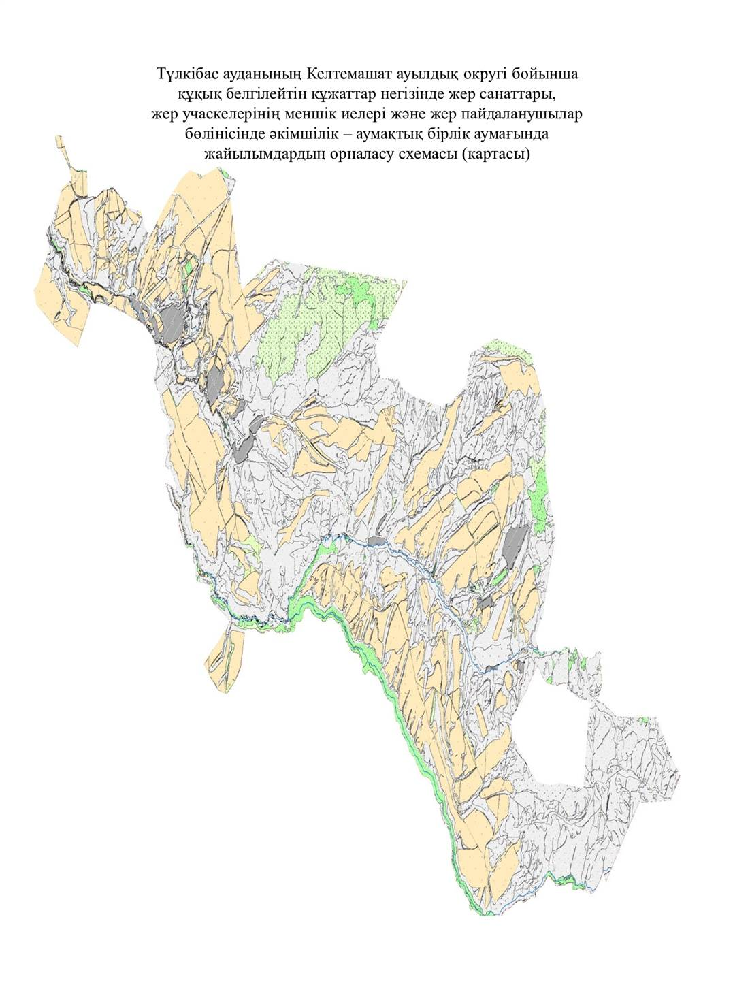 Түлкібас ауданының Келтемашат ауылдық округі бойынша
құқық белгілейтін құжаттар негізінде жер санаттары,
жер учаскелерінің меншік иелері және жер пайдаланушылар
бөлінісінде әкімшілік – аумақтық бірлік аумағында
жайылымдардың орналасу схемасы (картасы)